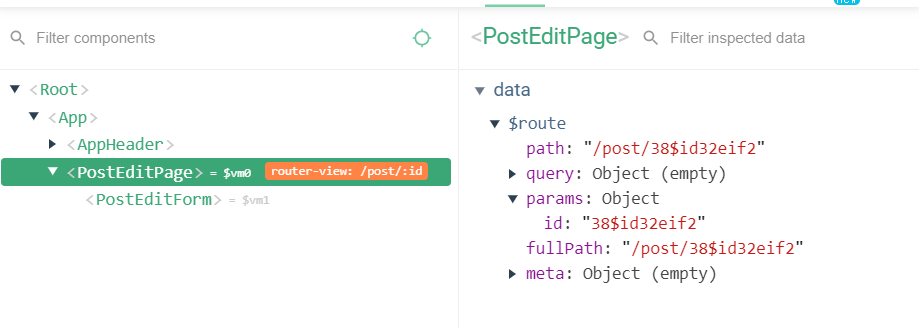 new
Filter components
<PostEditPage> Filter inspected data
<Root>
<App>
<AppHeader>
<PostEditPage> = $vm0 router-view: /post/:id
<PostEditForm> = $vm1
data
$route
path: "/post/38$id32eif2"
query: Object (empty)
params: Object
id: "38$id32eif2"
fullPath: "/post/38$id32eif2"
meta: Object (empty)